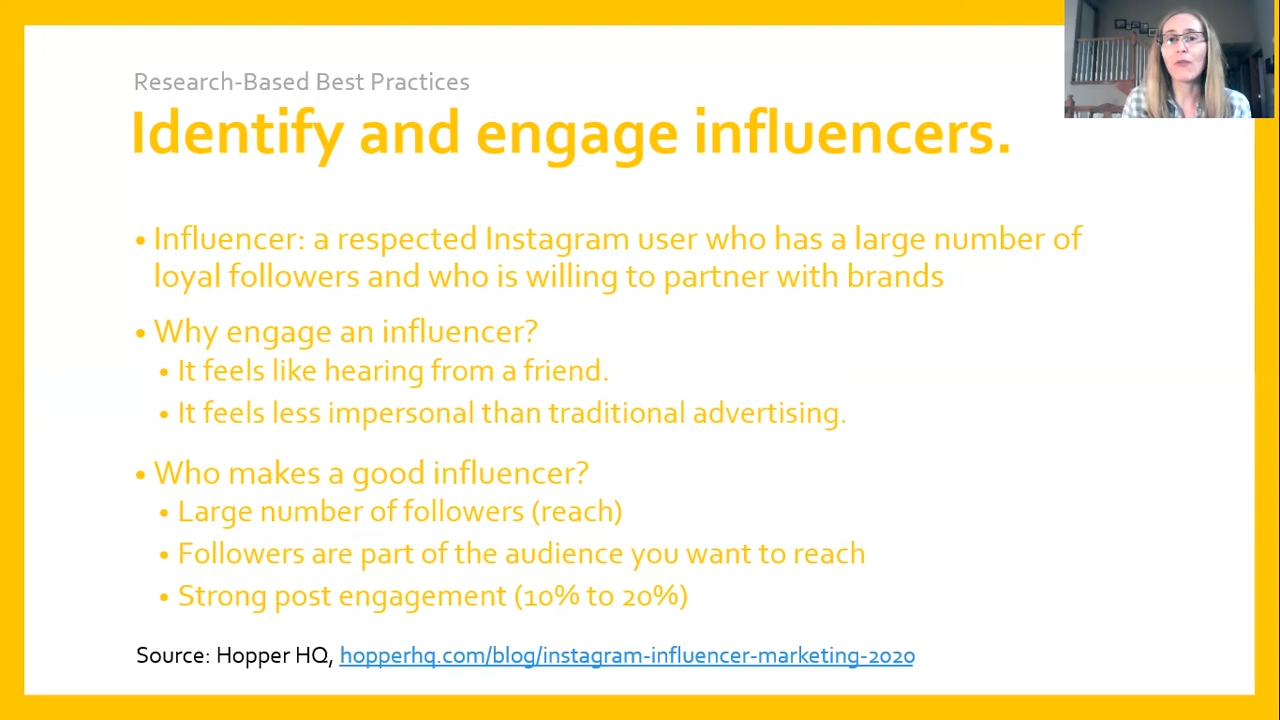 Research-Based Best Practices
Identify and engage influencers.
• Influencer: a respected Instagram user who has a large number of
loyal followers and who is willing to partner with brands
• Why engage an influencer?
• It feels like hearing from a friend.
• It feels less impersonal than traditional advertising.
• Who makes a good influencer?
• Large number of followers (reach)
• Followers are part of the audience you want to reach
• Strong post engagement (10% to 20%)
Source: Hopper HQ, hopperhq.com/blog/instagram-influencer-marketing-2020